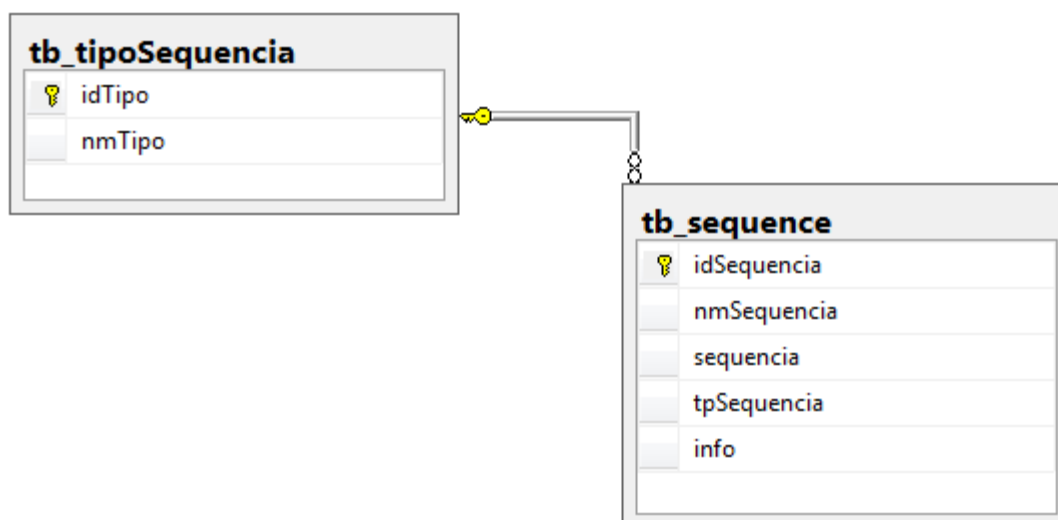 tb_tipoSequencia
idTipo
nmTipo
tb_sequence
idSequencia
nmSequencia
sequencia
tpSequencia
info